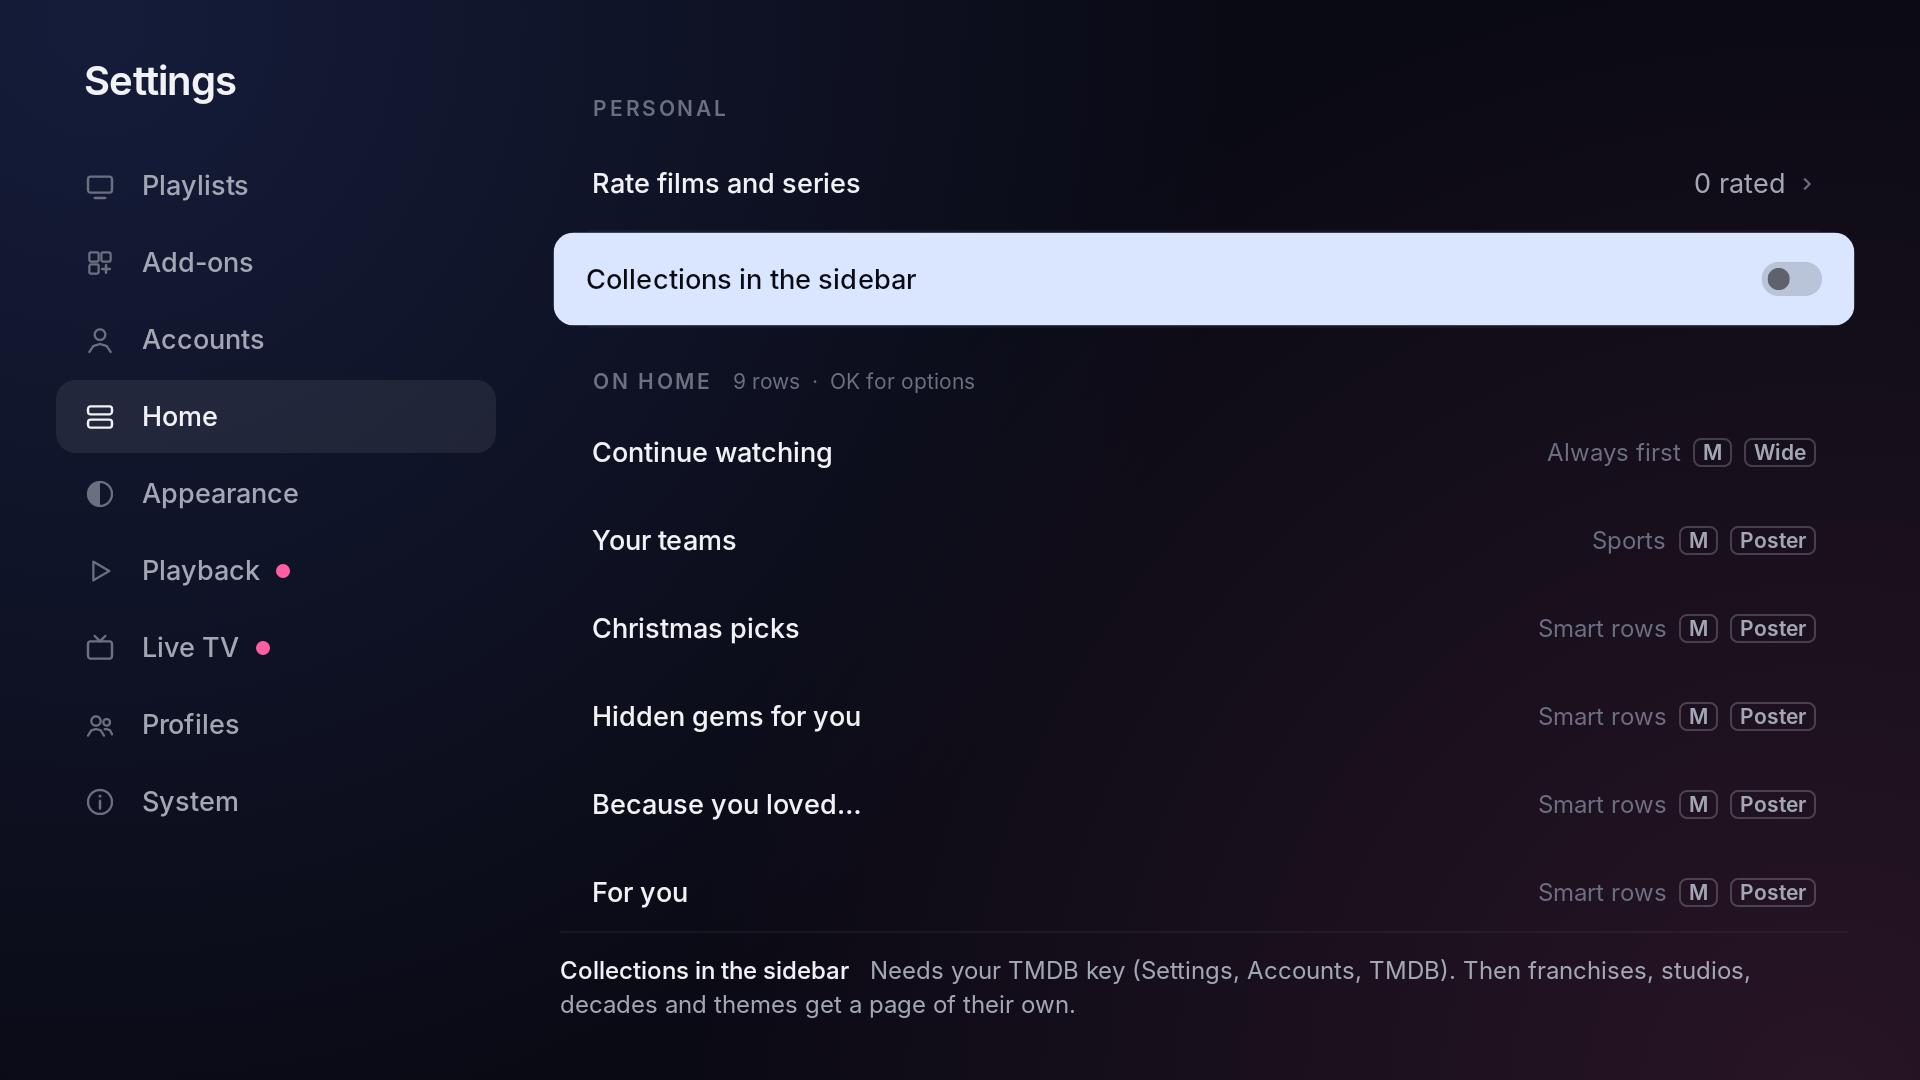 Settings
Playlists
Add-ons
Accounts
Home
Appearance
Playback
Live TV
Profiles
System
PERSONAL
Rate films and series 0 rated
Collections in the sidebar
ON HOME 9 rows · OK for options
Continue watching Always first M Wide
Your teams Sports M Poster
Christmas picks Smart rows M Poster
Hidden gems for you Smart rows M Poster
Because you loved... Smart rows M Poster
For you Smart rows M Poster
Collections in the sidebar Needs your TMDB key (Settings, Accounts, TMDB). Then franchises, studios,
decades and themes get a page of their own.